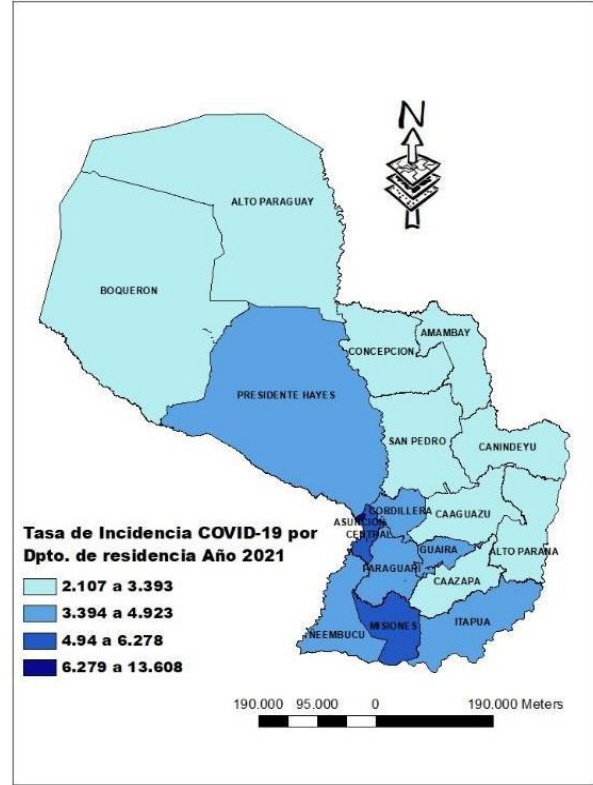 N
ALTO PARAGUAY
BOQUERON
AMAMBAY
CONCEPCION
PRESIDENTE HAYES
SAN PEDRO
CANINDEYU
CORDILLERA
ASUNCION
CENTRAL
CAAGUAZU
GUAIRA
ALTO PARANA
PARAGUARI
CAAZAPA
MISIONES
ITAPUA
ÑEEMBUCU
Tasa de Incidencia COVID-19 por
Dpto. de residencia Año 2021
2.107 a 3.393
3.394 a 4.923
4.94 a 6.278
6.279 a 13.608
190.000 95.000 0 190.000 Meters